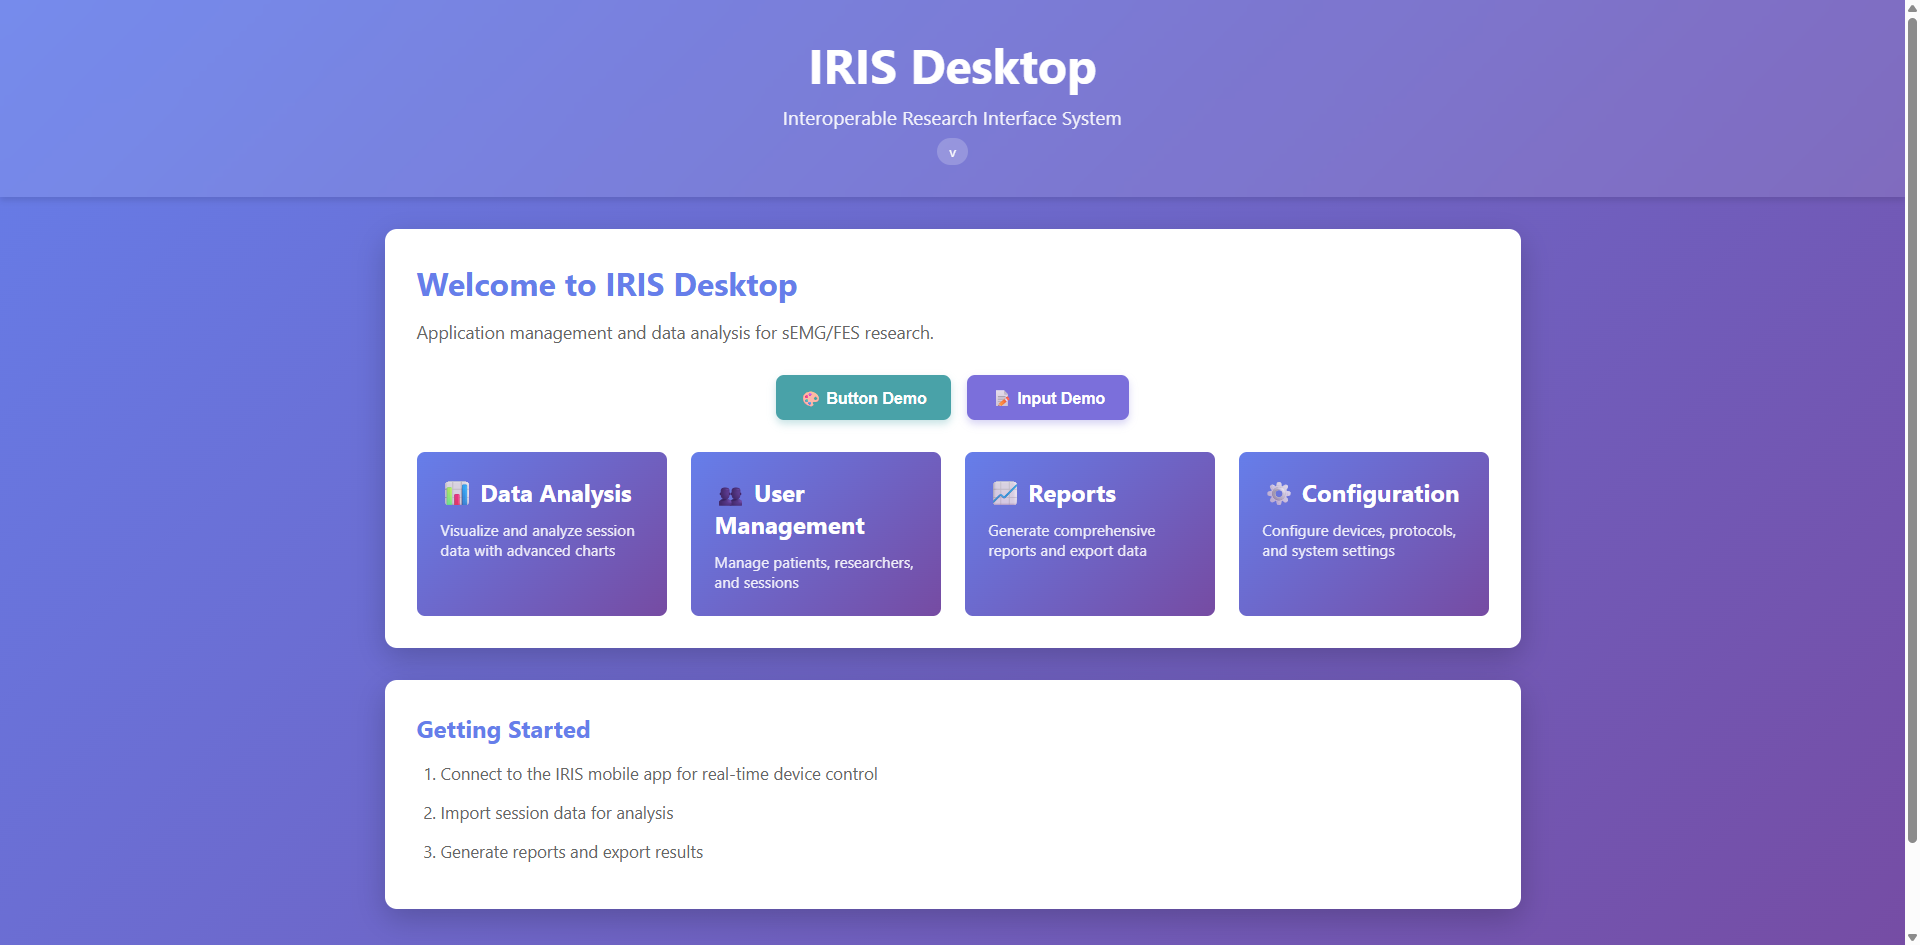 IRIS Desktop
Interoperable Research Interface System
v
Welcome to IRIS Desktop
Application management and data analysis for sEMG/FES research.
Button Demo
Input Demo
Data Analysis
Visualize and analyze session
data with advanced charts
User
Management
Manage patients, researchers,
and sessions
Reports
Generate comprehensive
reports and export data
Configuration
Configure devices, protocols,
and system settings
Getting Started
1. Connect to the IRIS mobile app for real-time device control
2. Import session data for analysis
3. Generate reports and export results